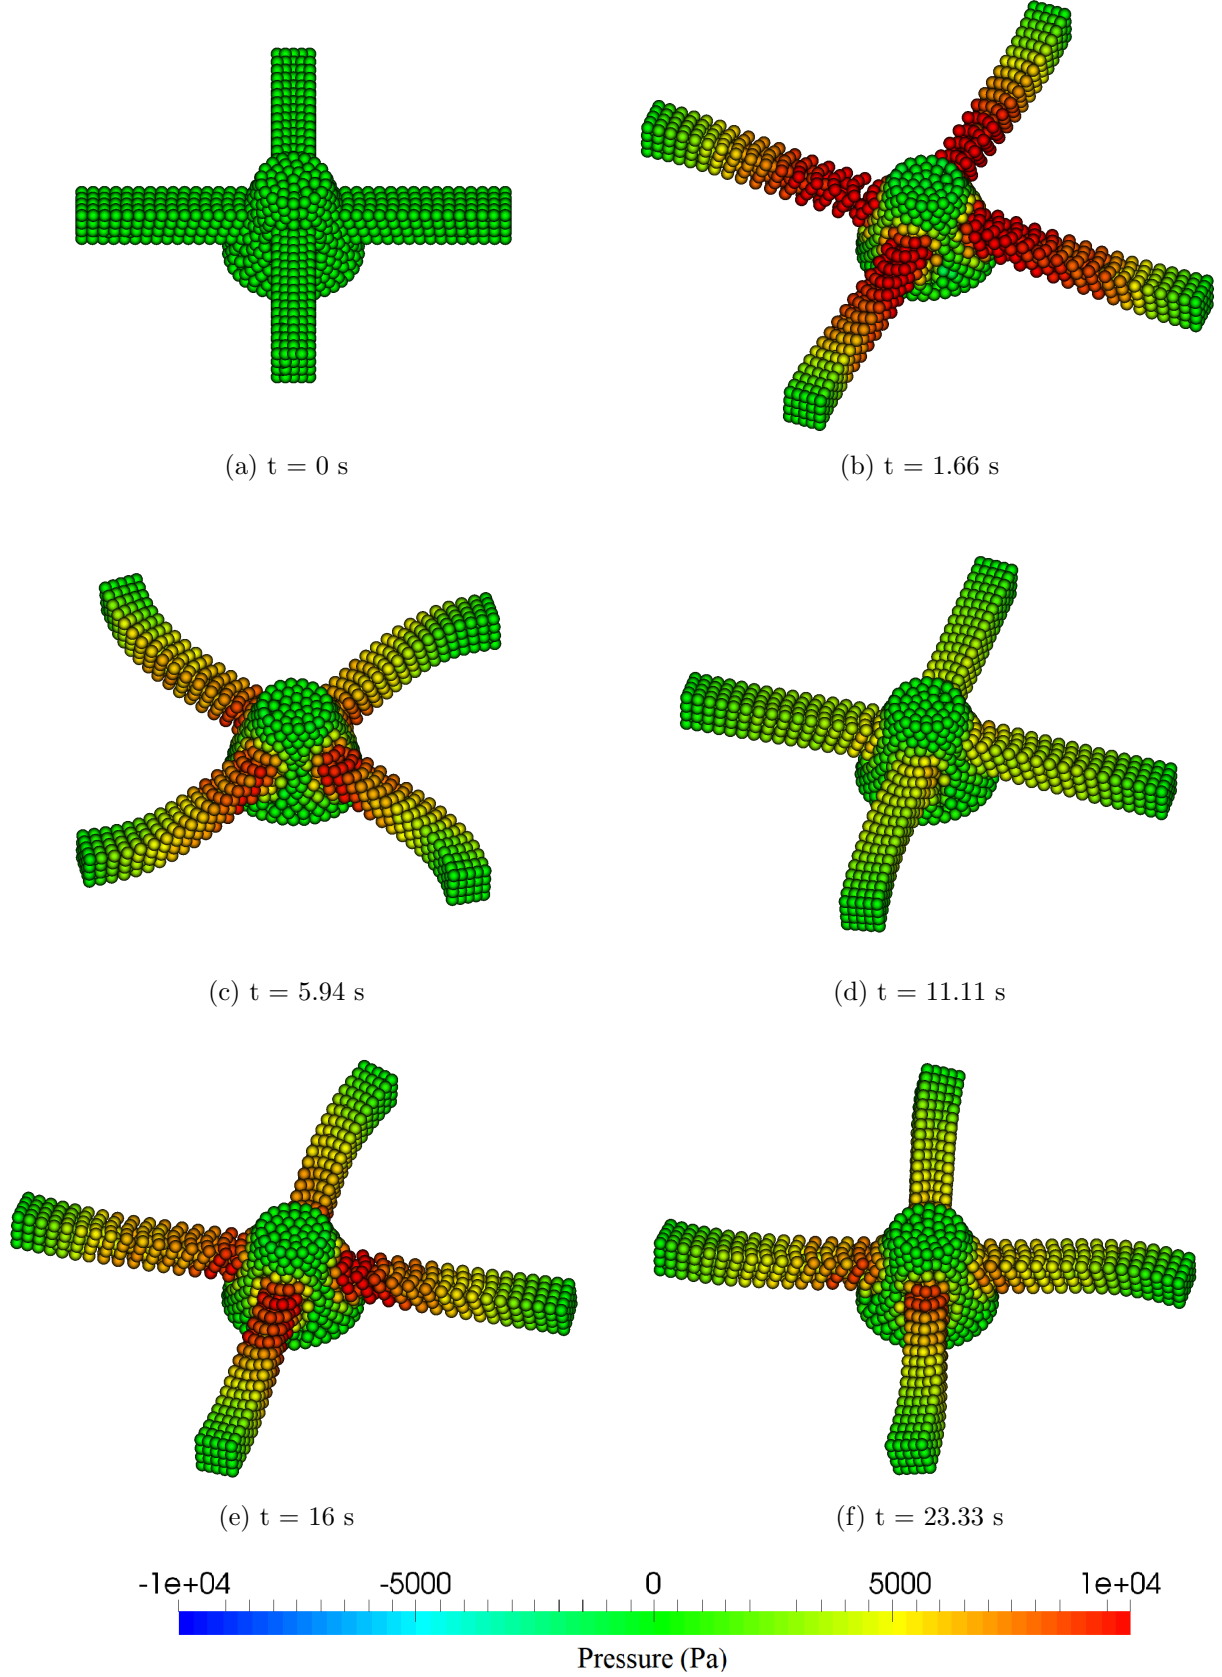 (a) t = 0 s
(b) t = 1.66 s
(c) t = 5.94 s
(d) t = 11.11 s
(e) t = 16 s
(f) t = 23.33 s
-1e+04 -5000 0 5000 1e+04
Pressure (Pa)